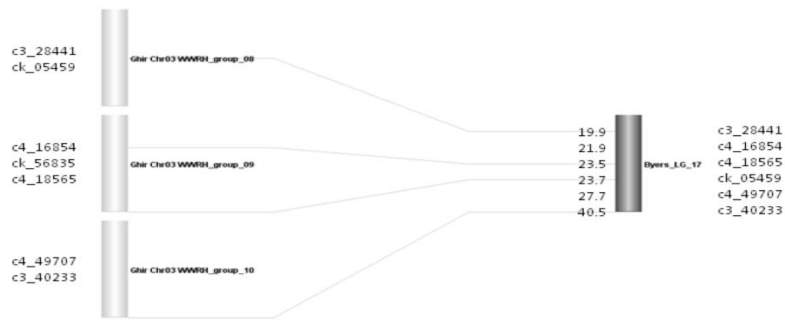 c3_28441
ck_05459
Ghir Chr03 WWRH_group_08
c4_16854
ck_56835
c4_18565
Ghir Chr03 WWRH_group_09
c4_49707
c3_40233
Ghir Chr03 WWRH_group_10
19.9
21.9
23.5
23.7
27.7
40.5
Byers_LG_17
c3_28441
c4_16854
c4_18565
ck_05459
c4_49707
c3_40233